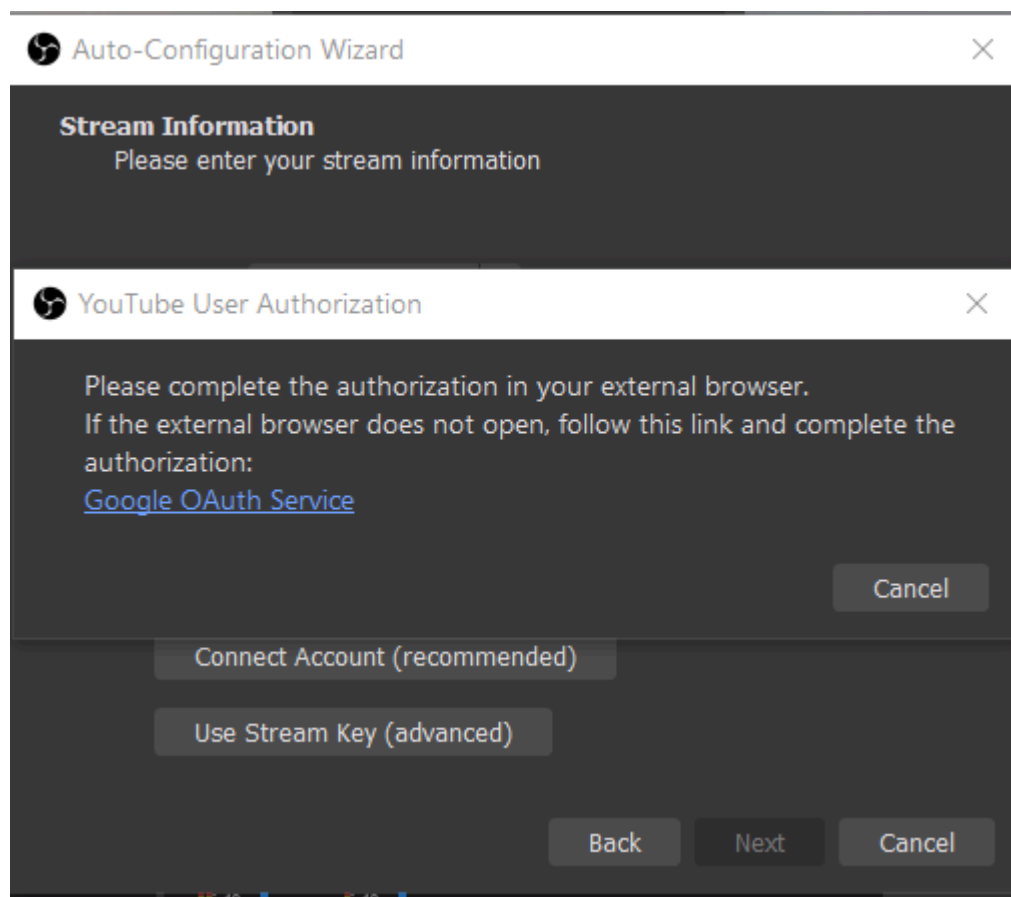 Auto-Configuration Wizard
Stream Information
Please enter your stream information
YouTube User Authorization
Please complete the authorization in your external browser.
If the external browser does not open, follow this link and complete the
authorization:
Google OAuth Service
Cancel
Connect Account (recommended)
Use Stream Key (advanced)
Back Next Cancel